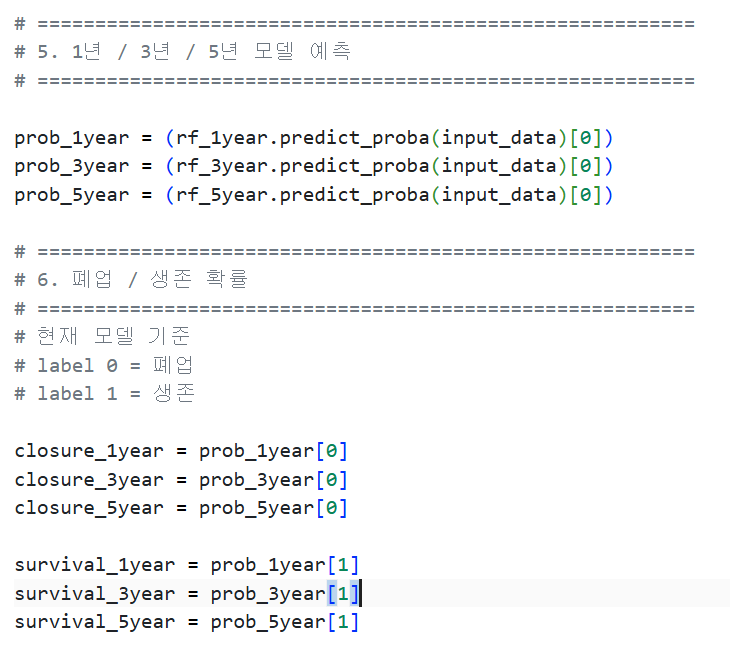 # =========================================================
# 5. 1년 / 3년 / 5년 모델 예측
# =========================================================
prob_1year = (rf_1year.predict_proba(input_data)[0])
prob_3year = (rf_3year.predict_proba(input_data)[0])
prob_5year = (rf_5year.predict_proba(input_data)[0])
# =========================================================
# 6. 폐업 / 생존 확률
# =========================================================
# 현재 모델 기준
# label 0 = 폐업
# label 1 = 생존
closure_1year = prob_1year[0]
closure_3year = prob_3year[0]
closure_5year = prob_5year[0]
survival_1year = prob_1year[1]
survival_3year = prob_3year[1]
survival_5year = prob_5year[1]